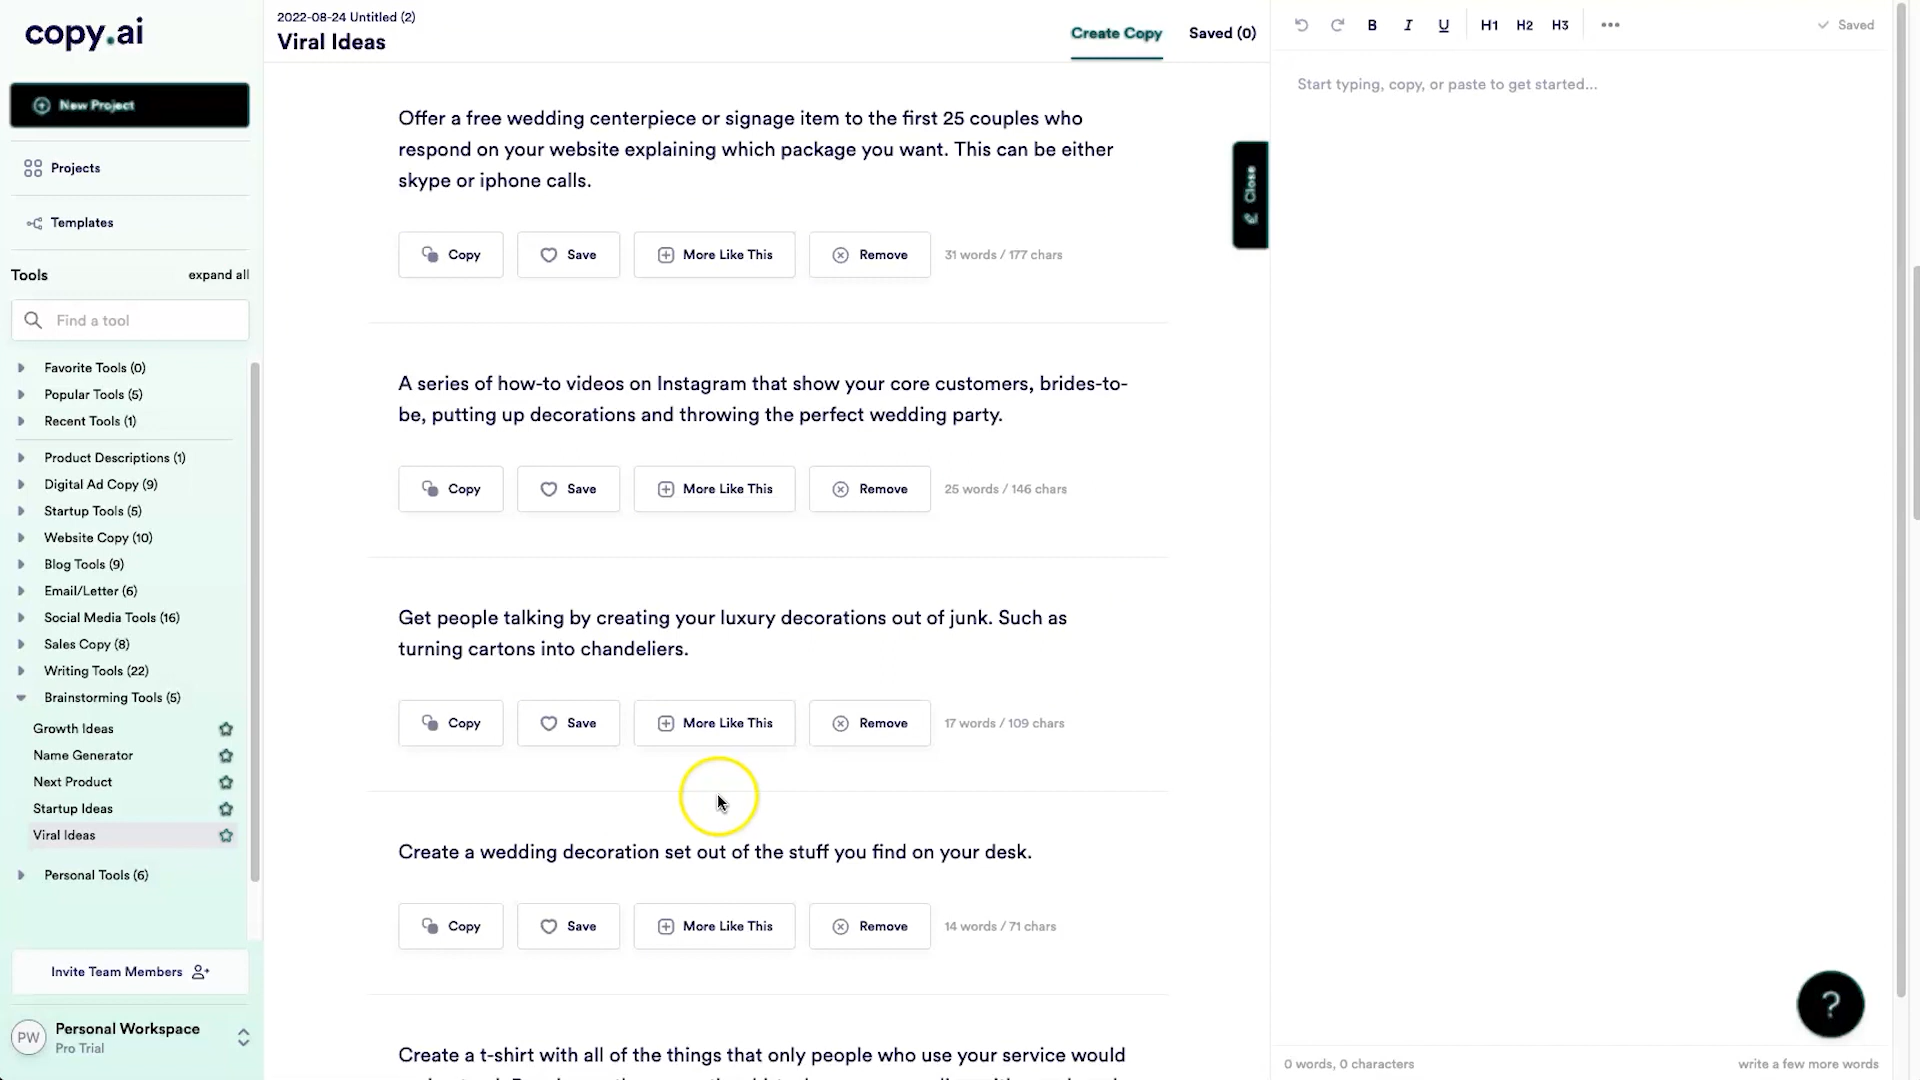 copy.ai
New Project
Projects
Templates
Tools
expand all
Find a tool
Favorite Tools (0)
Popular Tools (5)
Recent Tools (1)
Product Descriptions (1)
Digital Ad Copy (9)
Startup Tools (5)
Website Copy (10)
Blog Tools (9)
Email/Letter (6)
Social Media Tools (16)
Sales Copy (8)
Writing Tools (22)
Brainstorming Tools (5)
Growth Ideas
Name Generator
Next Product
Startup Ideas
Viral Ideas
Personal Tools (6)
Invite Team Members
PW
Personal Workspace
Pro Trial
2022-08-24 Untitled (2)
Viral Ideas
Create Copy
Saved (0)
Offer a free wedding centerpiece or signage item to the first 25 couples who
respond on your website explaining which package you want. This can be either
skype or iphone calls.
Copy
Save
More Like This
Remove
31 words / 177 chars
A series of how-to videos on Instagram that show your core customers, brides-to-
be, putting up decorations and throwing the perfect wedding party.
Copy
Save
More Like This
Remove
25 words / 146 chars
Get people talking by creating your luxury decorations out of junk. Such as
turning cartons into chandeliers.
Copy
Save
More Like This
Remove
17 words / 109 chars
Create a wedding decoration set out of the stuff you find on your desk.
Copy
Save
More Like This
Remove
14 words / 71 chars
Create a t-shirt with all of the things that only people who use your service would
Close
B
I
U
H1
H2
H3
Saved
Start typing, copy, or paste to get started...
?
0 words, 0 characters
write a few more words